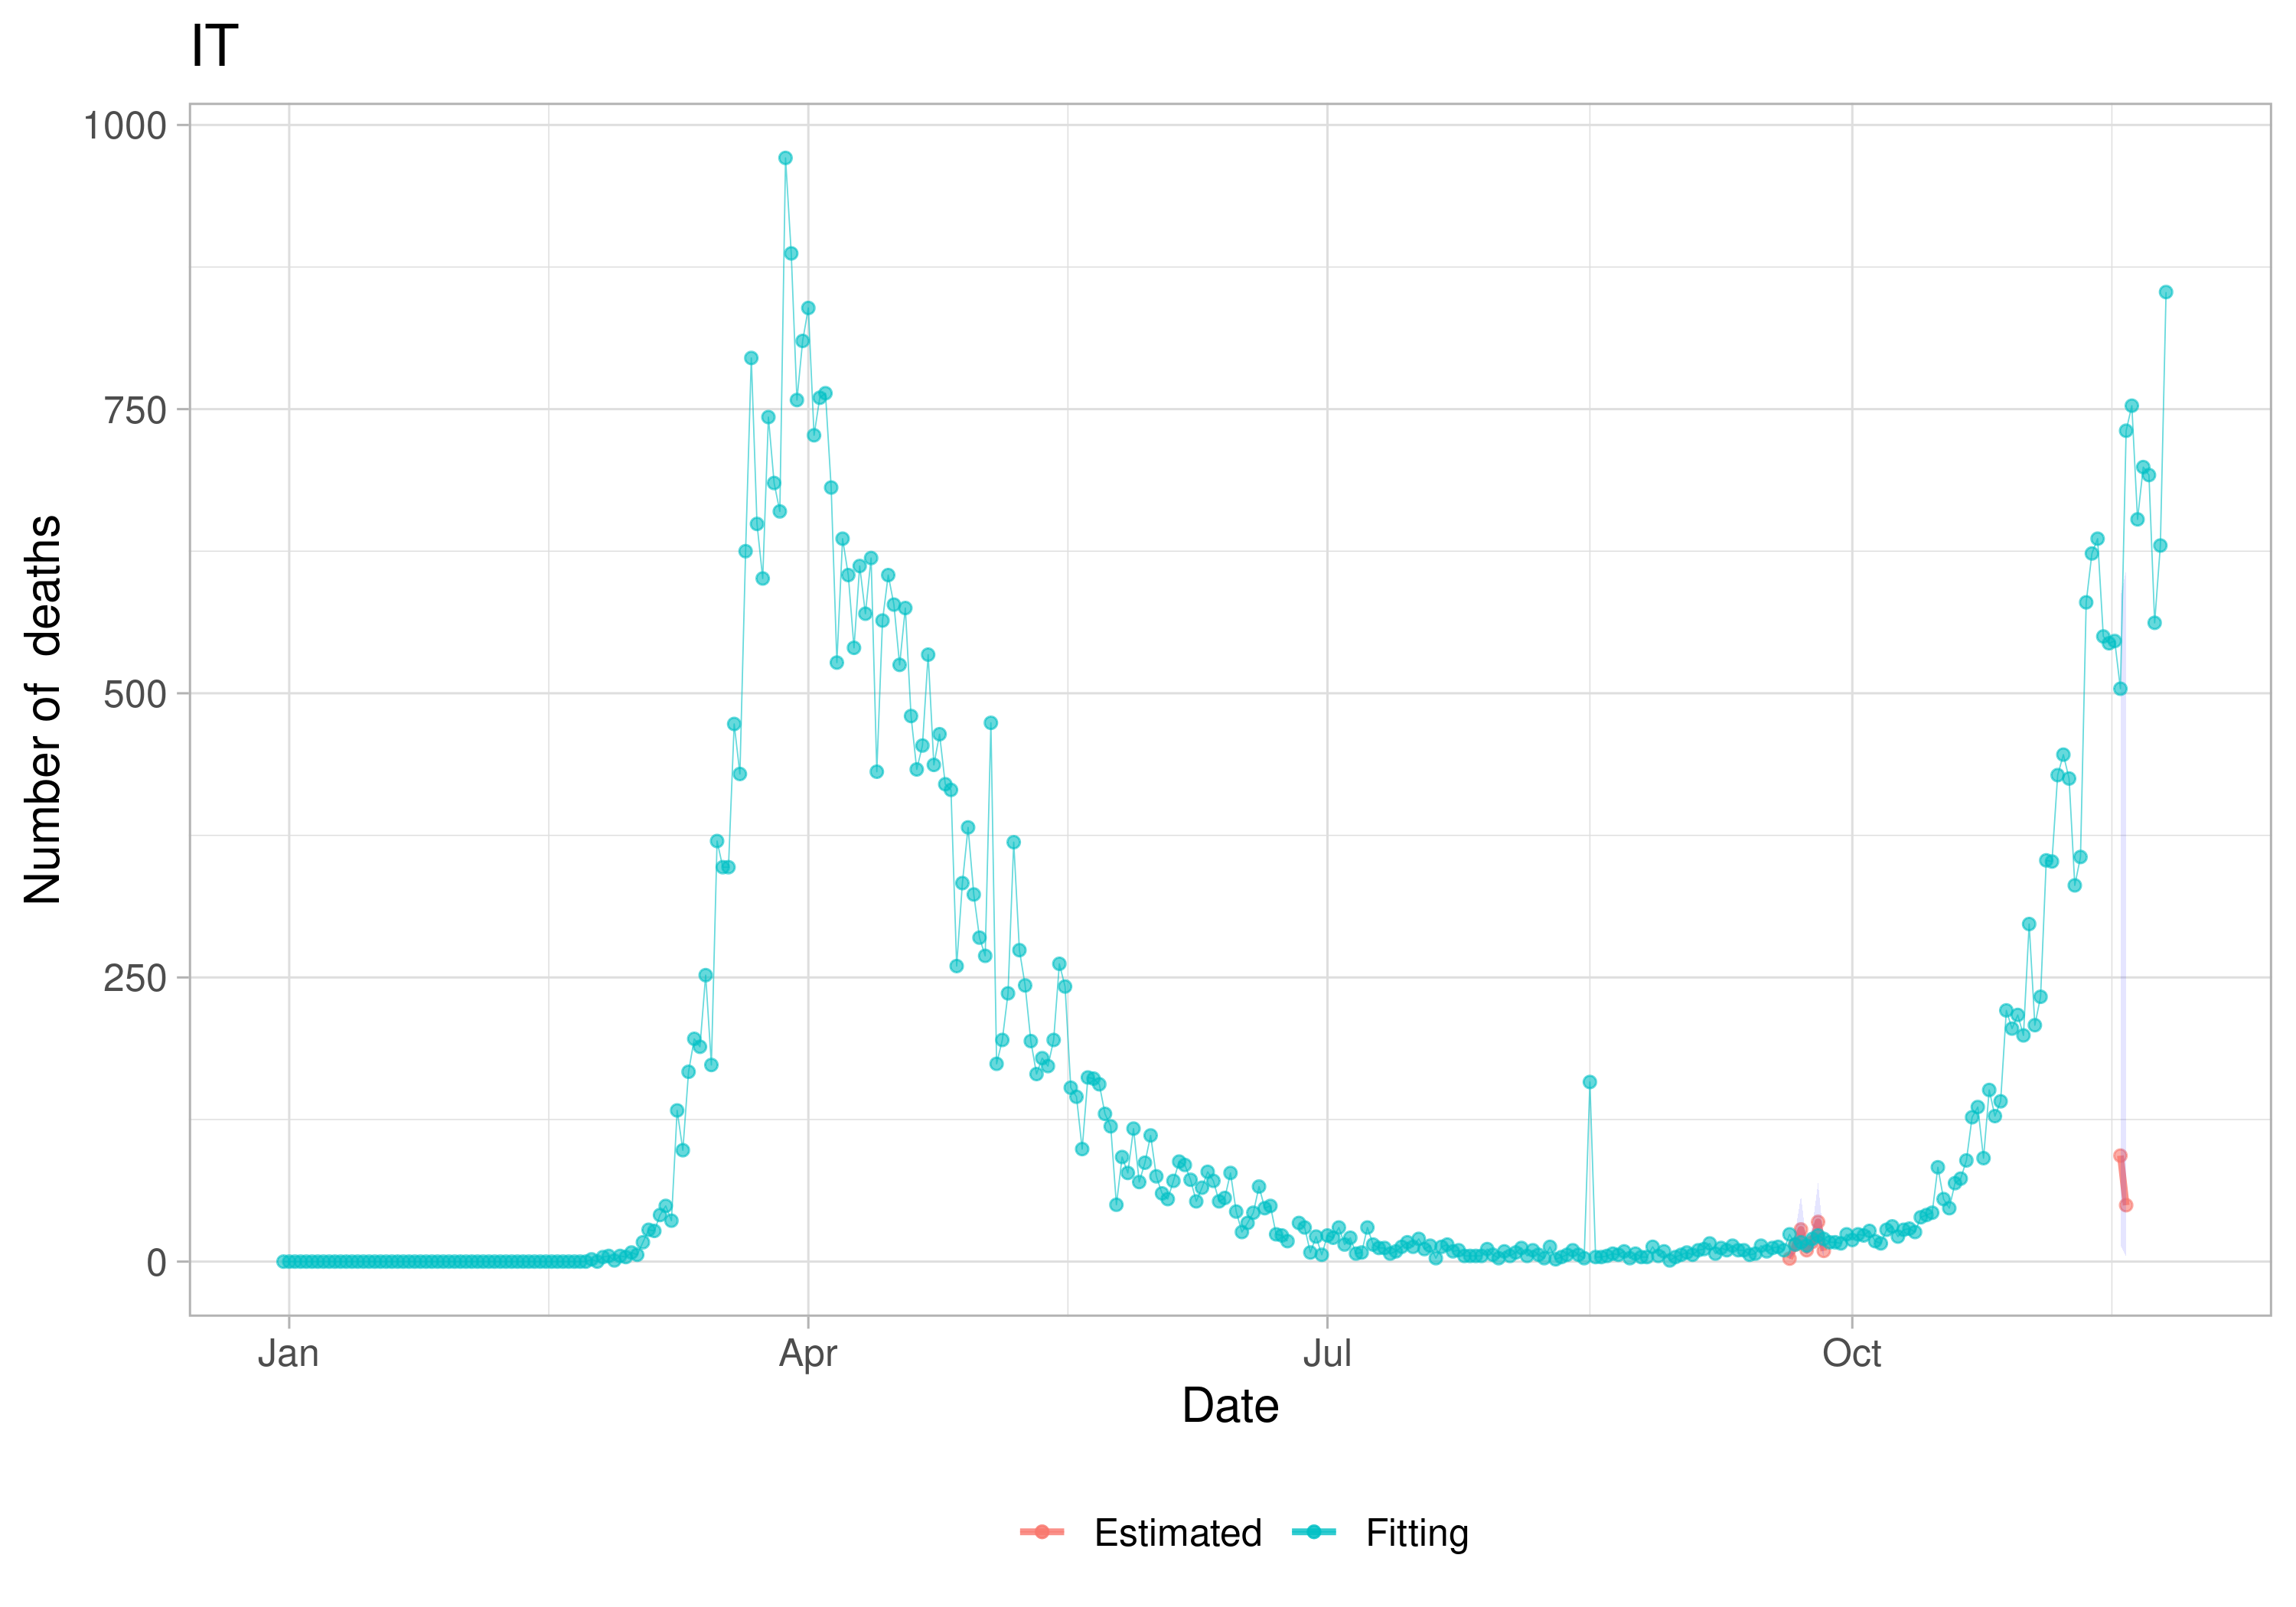 IT
1000
750
500
250
0
Number of deaths
Jan Apr Jul Oct
Date
Estimated Fitting